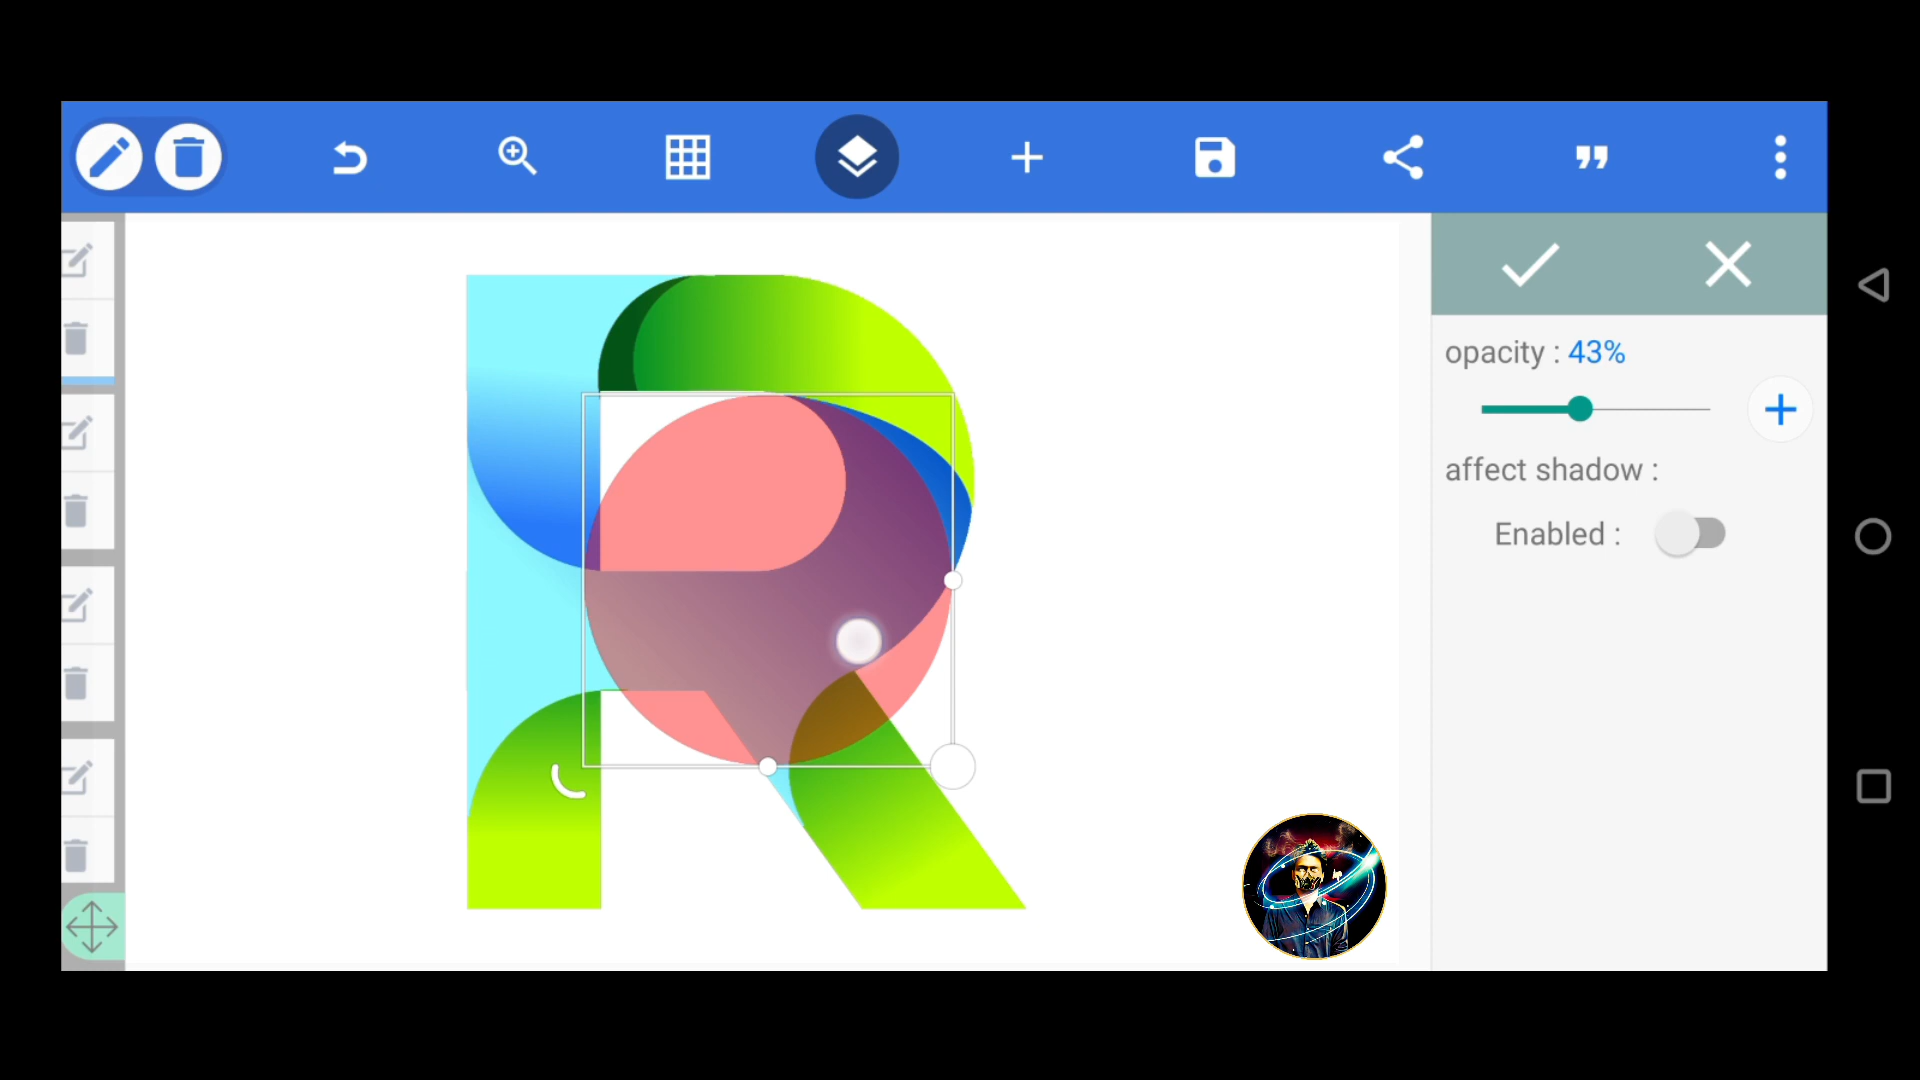 opacity : 43%
affect shadow :
Enabled :
R